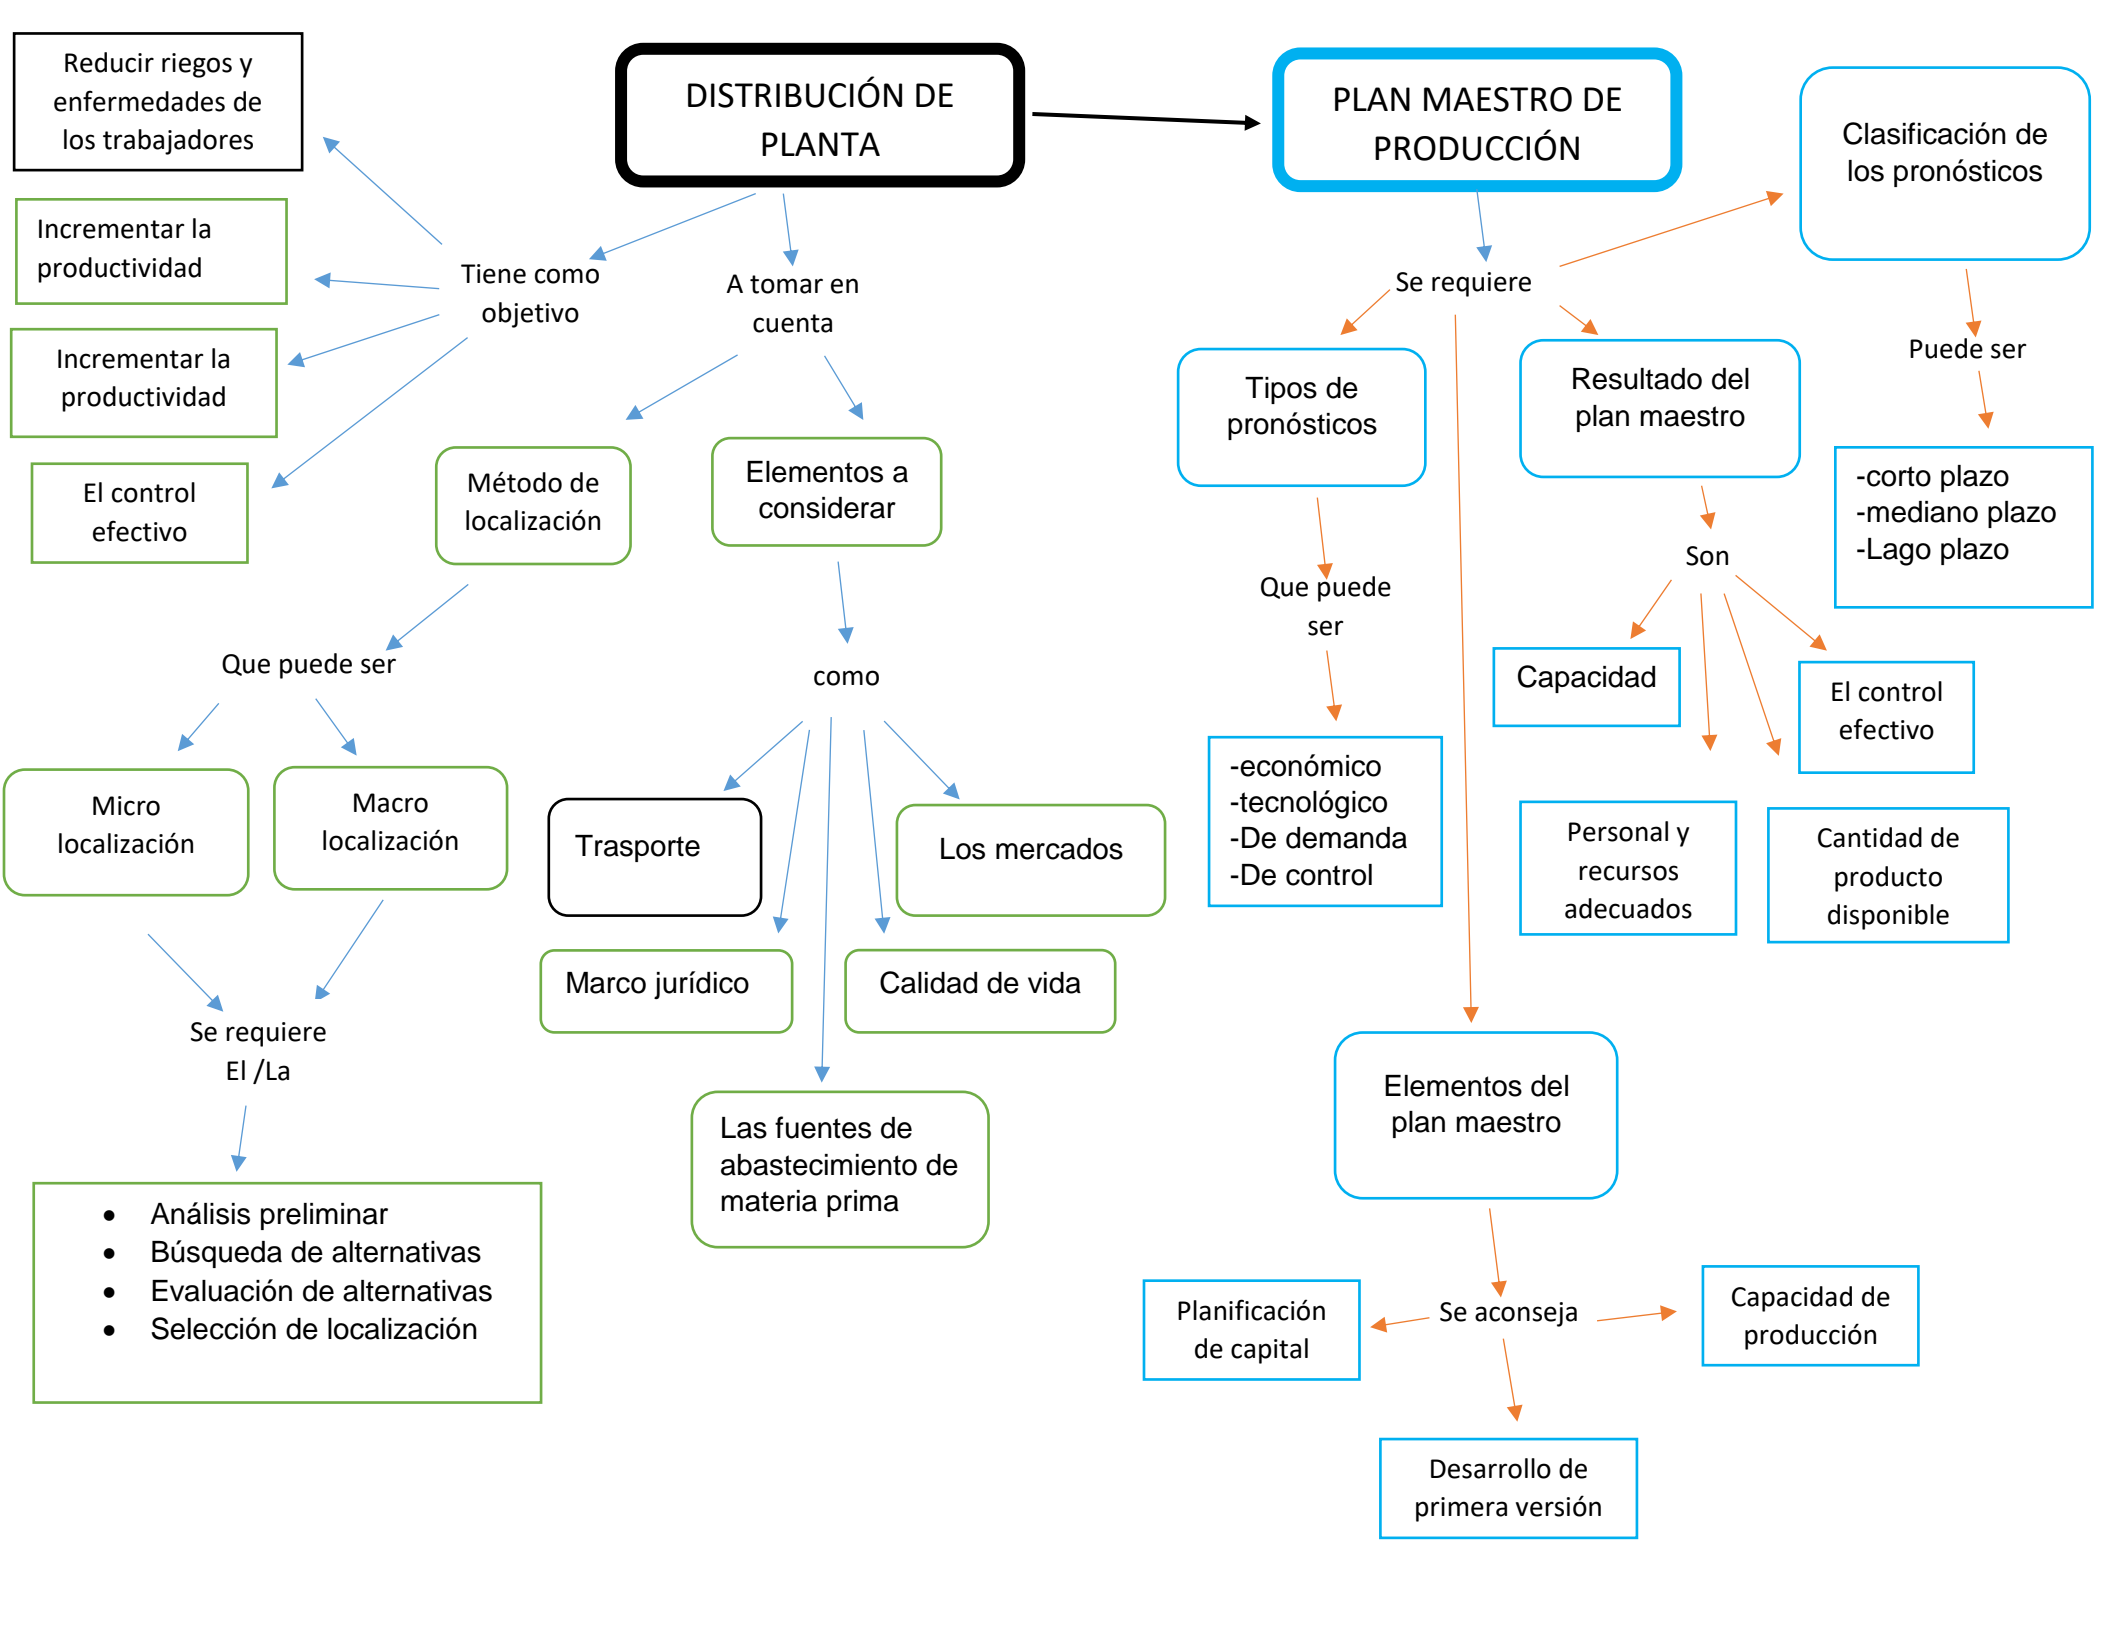 Reducir riegos y
enfermedades de
los trabajadores
DISTRIBUCIÓN DE
PLANTA
PLAN MAESTRO DE
PRODUCCIÓN
Clasificación de
los pronósticos
Incrementar la
productividad
Tiene como
objetivo
A tomar en
cuenta
Se requiere
Puede ser
Incrementar la
productividad
Tipos de
pronósticos
Resultado del
plan maestro
El control
efectivo
Método de
localización
Elementos a
considerar
-corto plazo
-mediano plazo
-Lago plazo
Son
Que puede
ser
Que puede ser
como
Capacidad
El control
efectivo
Micro
localización
Macro
localización
Trasporte
Los mercados
-económico
-tecnológico
-De demanda
-De control
Personal y
recursos
adecuados
Cantidad de
producto
disponible
Marco jurídico
Calidad de vida
Se requiere
El /La
Elementos del
plan maestro
Las fuentes de
abastecimiento de
materia prima
• Análisis preliminar
• Búsqueda de alternativas
• Evaluación de alternativas
• Selección de localización
Planificación
de capital
Se aconseja
Capacidad de
producción
Desarrollo de
primera versión